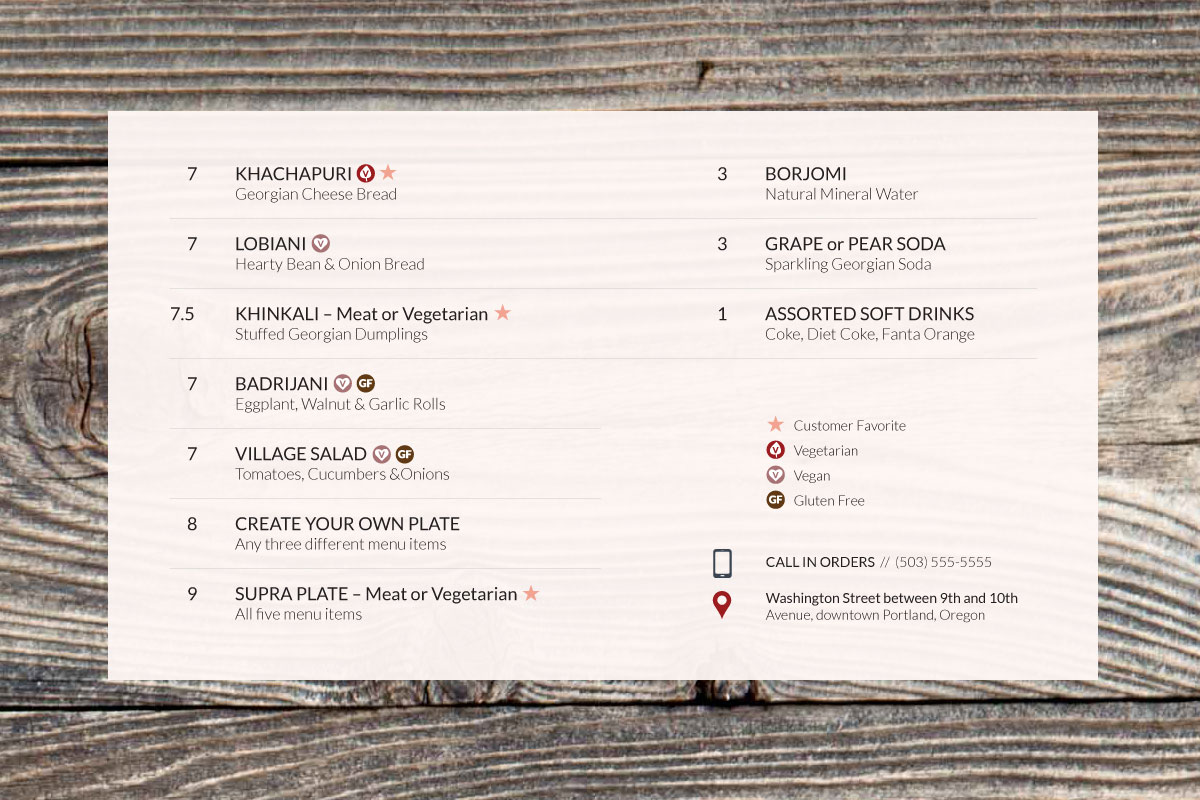 7 KHACHAPURI
Georgian Cheese Bread
7 LOBIANI
Hearty Bean & Onion Bread
7.5 KHINKALI – Meat or Vegetarian
Stuffed Georgian Dumplings
7 BADRIJANI GF
Eggplant, Walnut & Garlic Rolls
7 VILLAGE SALAD GF
Tomatoes, Cucumbers &Onions
8 CREATE YOUR OWN PLATE
Any three different menu items
9 SUPRA PLATE – Meat or Vegetarian
All five menu items
3 BORJOMI
Natural Mineral Water
3 GRAPE or PEAR SODA
Sparkling Georgian Soda
1 ASSORTED SOFT DRINKS
Coke, Diet Coke, Fanta Orange
Customer Favorite
V Vegetarian
V Vegan
GF Gluten Free
CALL IN ORDERS // (503) 555-5555
Washington Street between 9th and 10th
Avenue, downtown Portland, Oregon